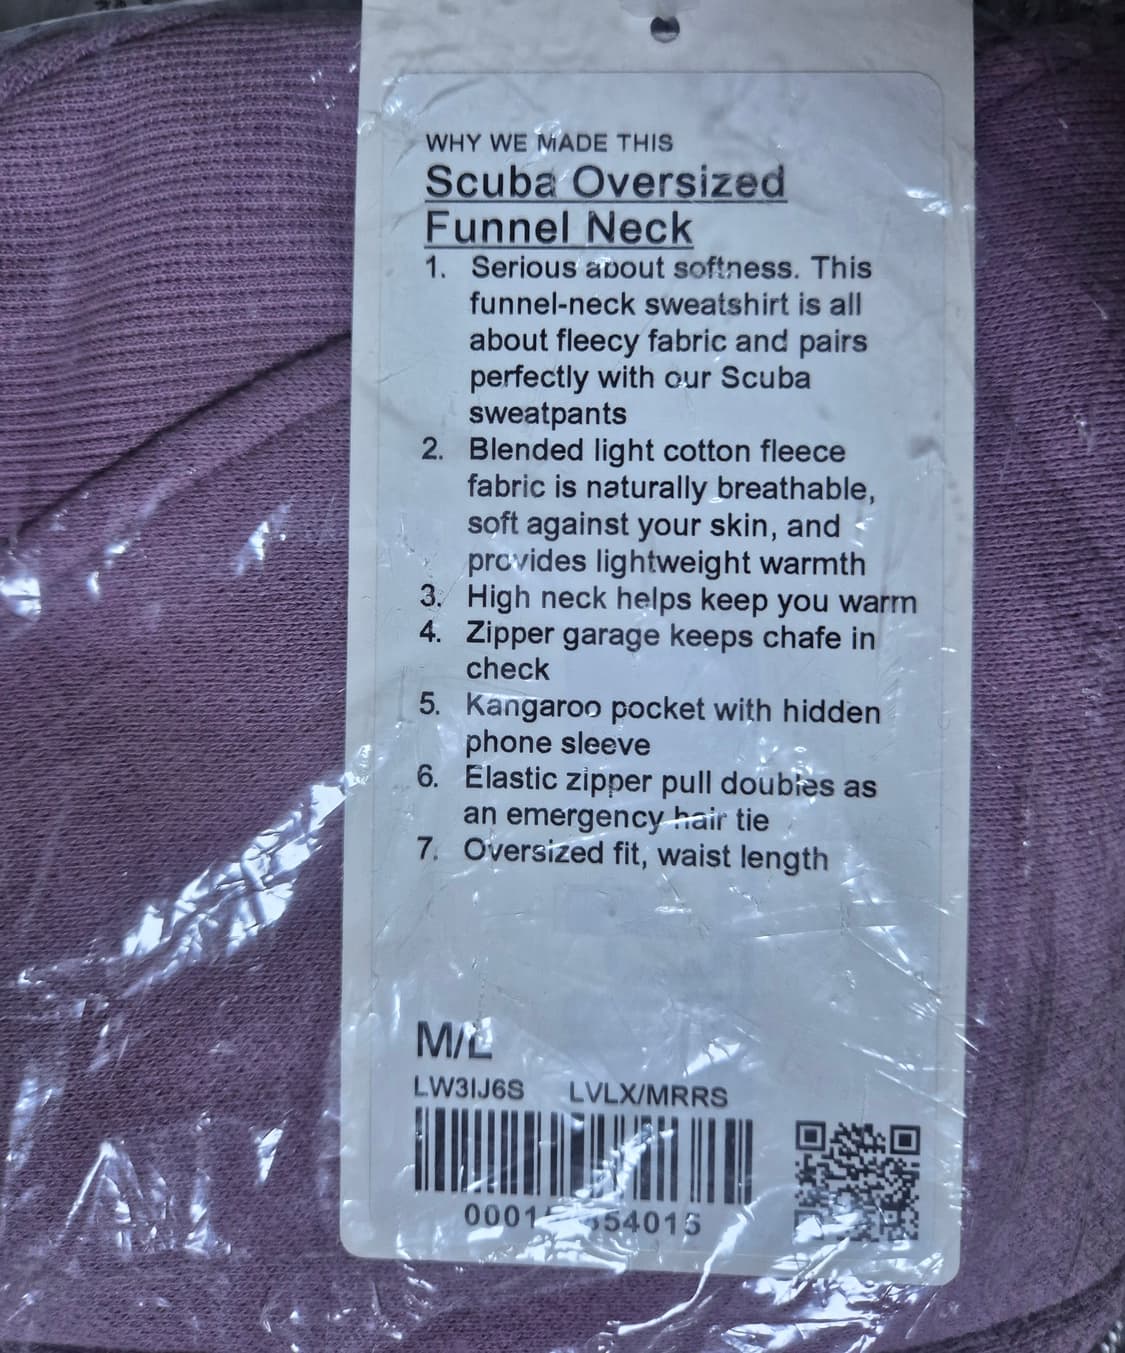 WHY WE MADE THIS
Scuba Oversized
Funnel Neck
1. Serious about softness. This
funnel-neck sweatshirt is all
about fleecy fabric and pairs
perfectly with our Scuba
sweatpants
2. Blended light cotton fleece
fabric is naturally breathable,
soft against your skin, and
provides lightweight warmth
3. High neck helps keep you warm
4. Zipper garage keeps chafe in
check
5. Kangaroo pocket with hidden
phone sleeve
6. Elastic zipper pull doubles as
an emergency hair tie
7. Oversized fit, waist length
M/L
LW3IJ6S LVLX/MRRS